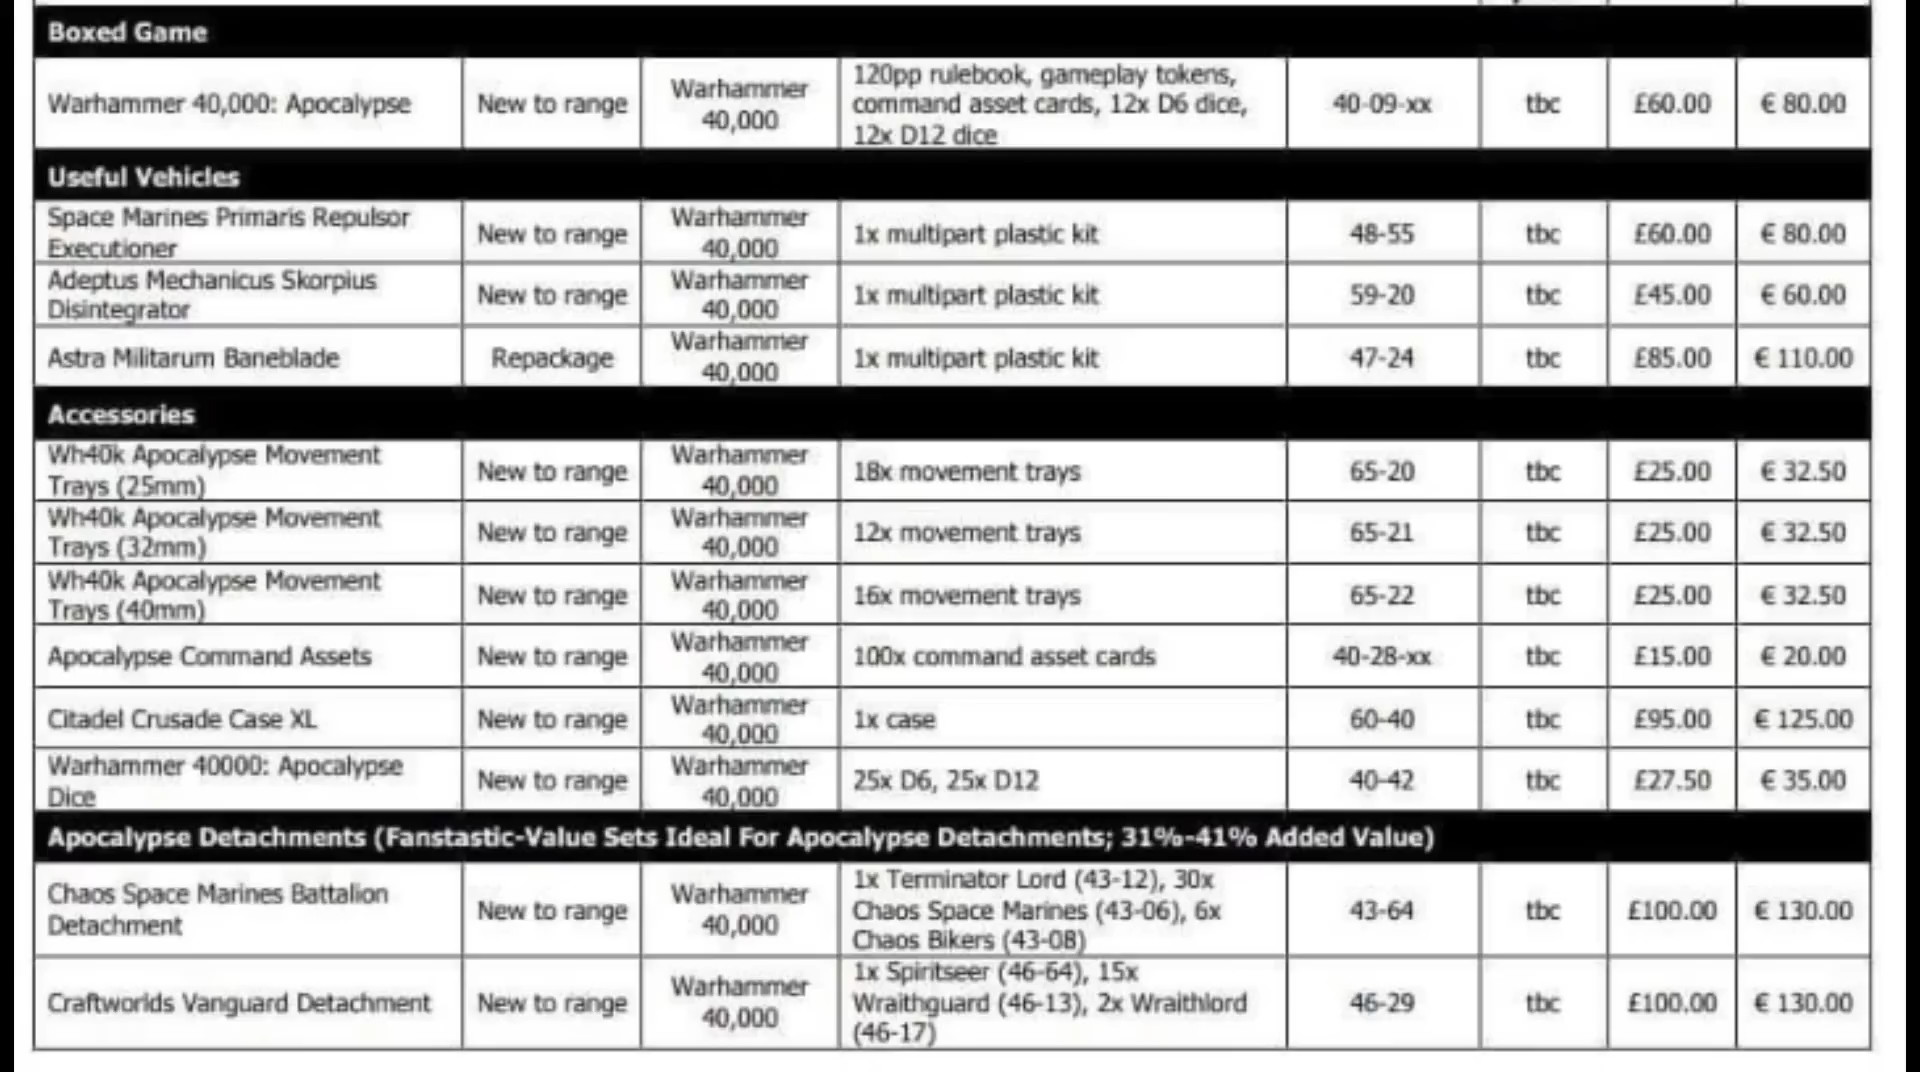 Boxed Game
Warhammer 40,000: Apocalypse
New to range
Warhammer
40,000
120pp rulebook, gameplay tokens,
command asset cards, 12x D6 dice,
12x D12 dice
40-09-xx
tbc
£60.00
€ 80.00
Useful Vehicles
Space Marines Primaris Repulsor
Executioner
New to range
Warhammer
40,000
1x multipart plastic kit
48-55
tbc
£60.00
€ 80.00
Adeptus Mechanicus Skorpius
Disintegrator
New to range
Warhammer
40,000
1x multipart plastic kit
59-20
tbc
£45.00
€ 60.00
Astra Militarum Baneblade
Repackage
Warhammer
40,000
1x multipart plastic kit
47-24
tbc
£85.00
€ 110.00
Accessories
Wh40k Apocalypse Movement
Trays (25mm)
New to range
Warhammer
40,000
18x movement trays
65-20
tbc
£25.00
€ 32.50
Wh40k Apocalypse Movement
Trays (32mm)
New to range
Warhammer
40,000
12x movement trays
65-21
tbc
£25.00
€ 32.50
Wh40k Apocalypse Movement
Trays (40mm)
New to range
Warhammer
40,000
16x movement trays
65-22
tbc
£25.00
€ 32.50
Apocalypse Command Assets
New to range
Warhammer
40,000
100x command asset cards
40-28-xx
tbc
£15.00
€ 20.00
Citadel Crusade Case XL
New to range
Warhammer
40,000
1x case
60-40
tbc
£95.00
€ 125.00
Warhammer 40000: Apocalypse
Dice
New to range
Warhammer
40,000
25x D6, 25x D12
40-42
tbc
£27.50
€ 35.00
Apocalypse Detachments (Fanstastic-Value Sets Ideal For Apocalypse Detachments; 31%-41% Added Value)
Chaos Space Marines Battalion
Detachment
New to range
Warhammer
40,000
1x Terminator Lord (43-12), 30x
Chaos Space Marines (43-06), 6x
Chaos Bikers (43-08)
43-64
tbc
£100.00
€ 130.00
Craftworlds Vanguard Detachment
New to range
Warhammer
40,000
1x Spiritseer (46-64), 15x
Wraithguard (46-13), 2x Wraithlord
(46-17)
46-29
tbc
£100.00
€ 130.00